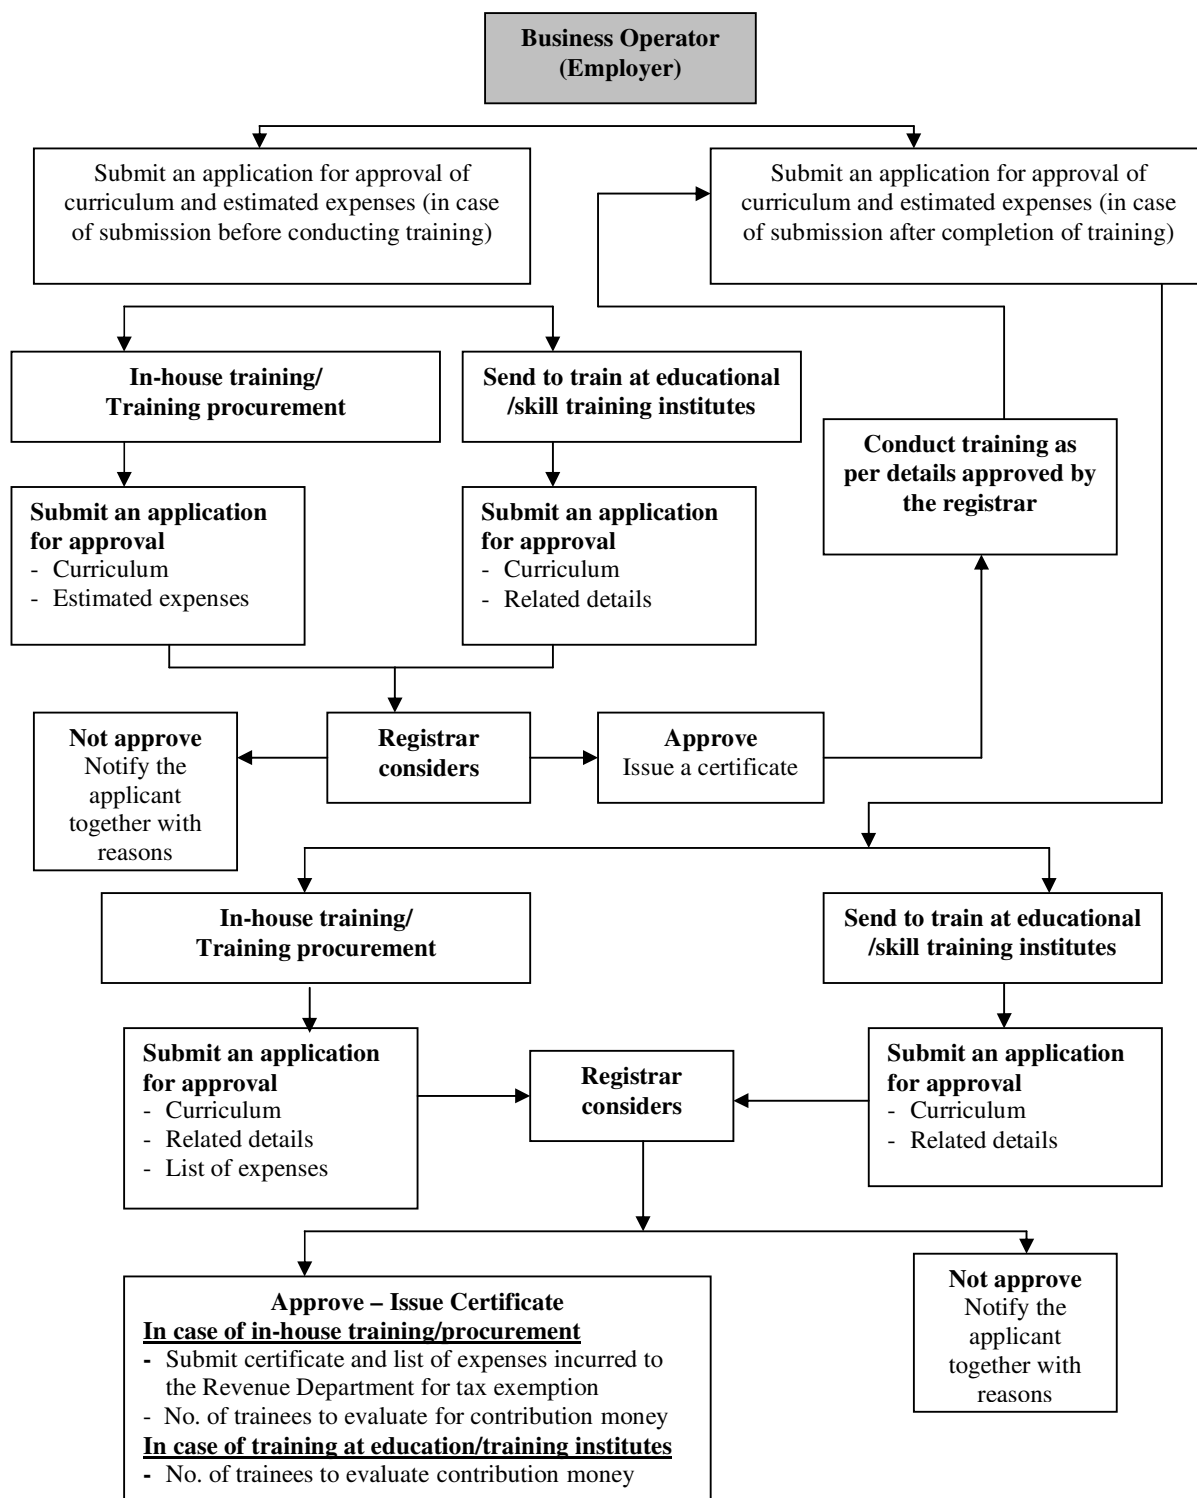 Business Operator
(Employer)
Submit an application for approval of
curriculum and estimated expenses (in case
of submission before conducting training)
Submit an application for approval of
curriculum and estimated expenses (in case
of submission after completion of training)
In-house training/
Training procurement
Send to train at educational
/skill training institutes
Conduct training as
per details approved by
the registrar
Submit an application
for approval
- Curriculum
- Estimated expenses
Submit an application
for approval
- Curriculum
- Related details
Not approve
Notify the
applicant
together with
reasons
Registrar
considers
Approve
Issue a certificate
In-house training/
Training procurement
Send to train at educational
/skill training institutes
Submit an application
for approval
- Curriculum
- Related details
- List of expenses
Registrar
considers
Submit an application
for approval
- Curriculum
- Related details
Approve – Issue Certificate
In case of in-house training/procurement
- Submit certificate and list of expenses incurred to
the Revenue Department for tax exemption
- No. of trainees to evaluate for contribution money
In case of training at education/training institutes
- No. of trainees to evaluate contribution money
Not approve
Notify the
applicant
together with
reasons